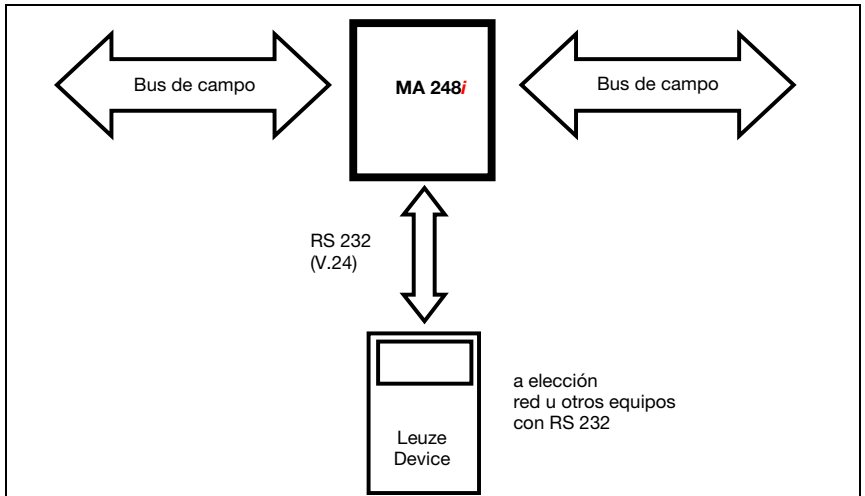 Bus de campo
MA 248i
Bus de campo
RS 232
(V.24)
a elección
red u otros equipos
con RS 232
Leuze
Device